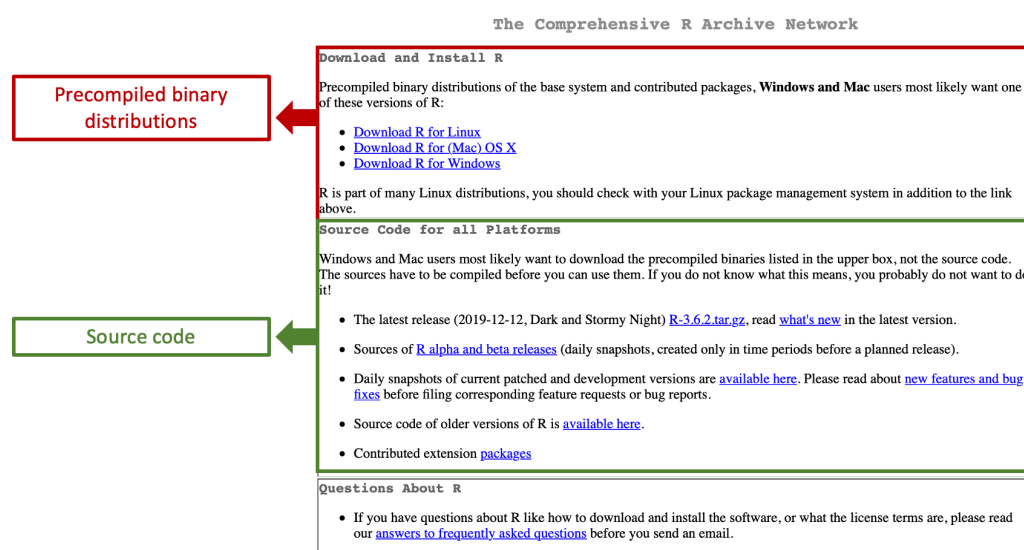 The Comprehensive R Archive Network
Download and Install R
Precompiled binary
distributions
Precompiled binary distributions of the base system and contributed packages, Windows and Mac users most likely want one
of these versions of R:
• Download R for Linux
• Download R for (Mac) OS X
• Download R for Windows
R is part of many Linux distributions, you should check with your Linux package management system in addition to the link
above.
Source Code for all Platforms
Windows and Mac users most likely want to download the precompiled binaries listed in the upper box, not the source code.
The sources have to be compiled before you can use them. If you do not know what this means, you probably do not want to do
it!
Source code
• The latest release (2019-12-12, Dark and Stormy Night) R-3.6.2.tar.gz, read what's new in the latest version.
• Sources of R alpha and beta releases (daily snapshots, created only in time periods before a planned release).
• Daily snapshots of current patched and development versions are available here. Please read about new features and bug
fixes before filing corresponding feature requests or bug reports.
• Source code of older versions of R is available here.
• Contributed extension packages
Questions About R
• If you have questions about R like how to download and install the software, or what the license terms are, please read
our answers to frequently asked questions before you send an email.